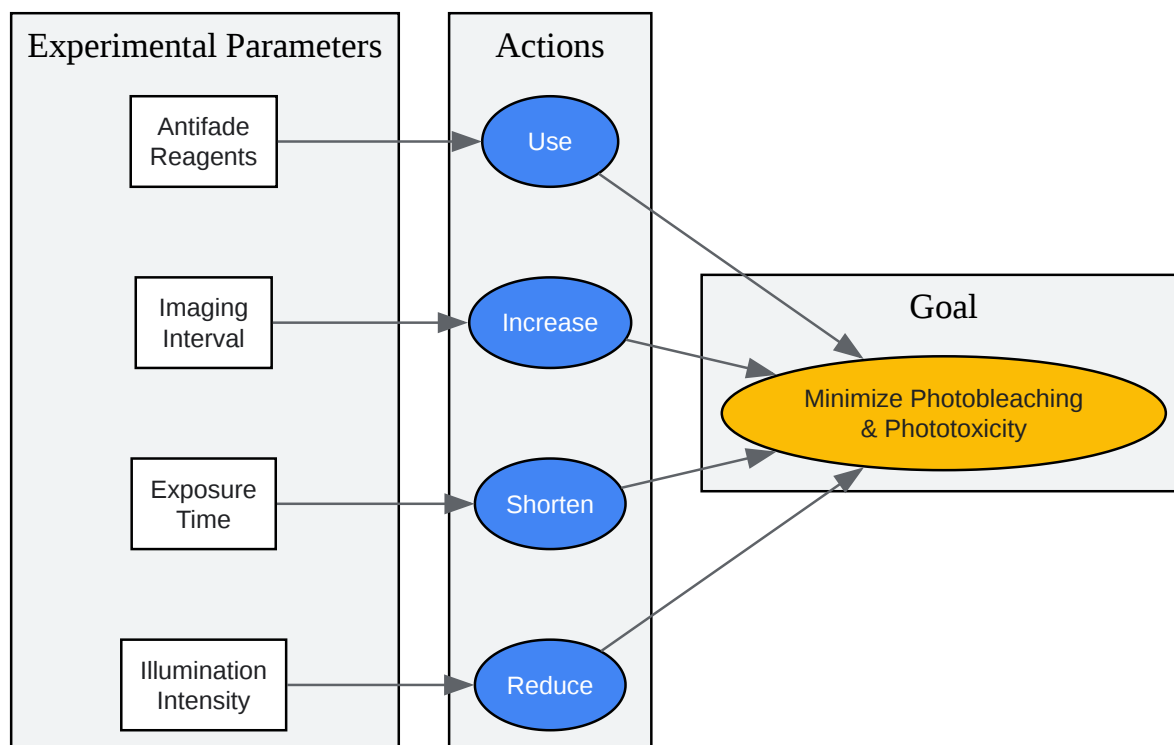 Experimental Parameters
Actions
Antifade
Reagents
Use
Imaging
Interval
Increase
Goal
Minimize Photobleaching
& Phototoxicity
Exposure
Time
Shorten
Illumination
Intensity
Reduce